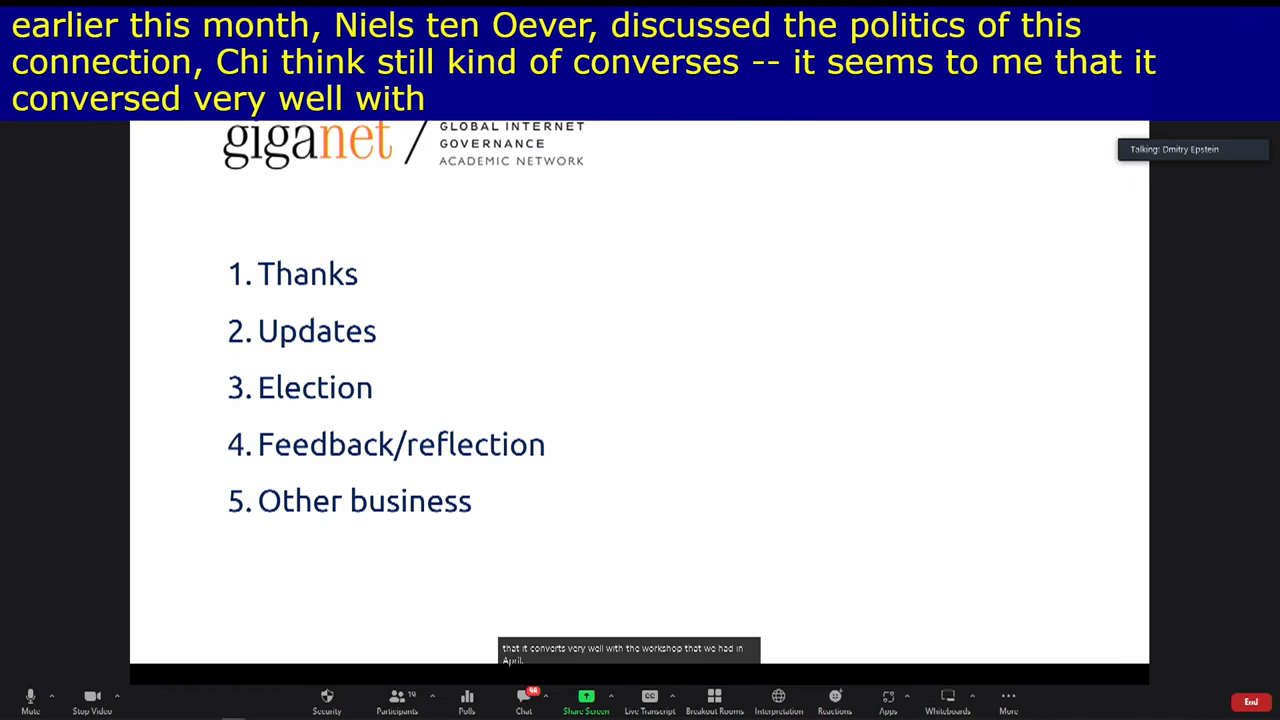 earlier this month, Niels ten Oever, discussed the politics of this
connection, Chi think still kind of converses -- it seems to me that it
conversed very well with
giganet / GLOBAL INTERNET
GOVERNANCE
ACADEMIC NETWORK
Talking: Dmitry Epstein
1. Thanks
2. Updates
3. Election
4. Feedback/reflection
5. Other business
that it converts very well with the workshop that we had in
April.
Mute
Stop Video
Security
Participants
19
Polls
Chat
Share Screen
Live Transcript
Breakout Rooms
Interpretation
Reactions
Apps
Whiteboards
More
End